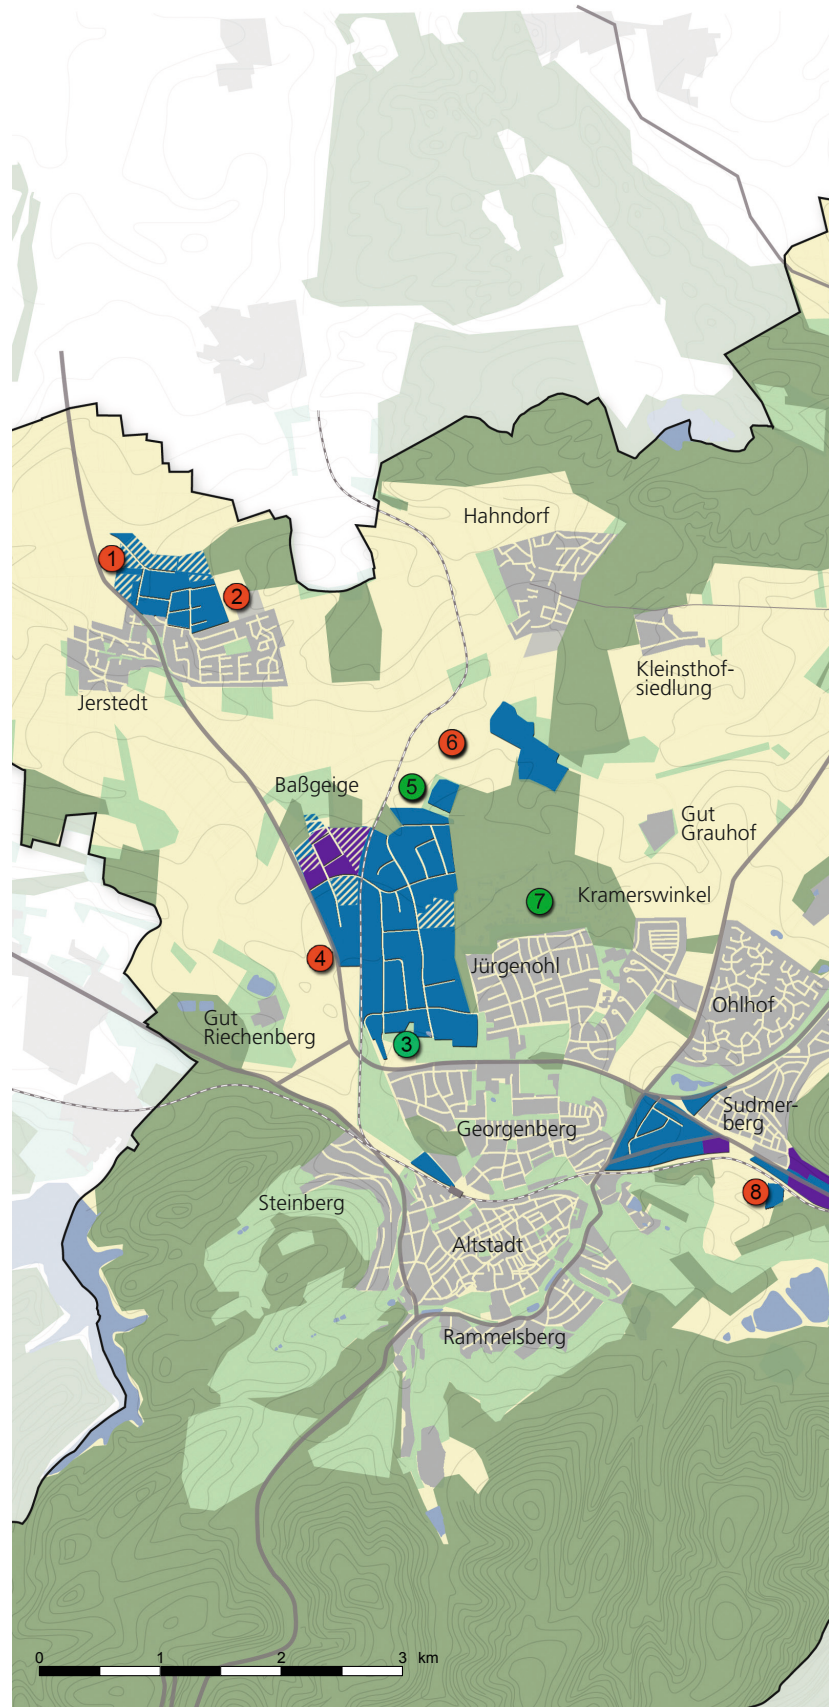 Hahndorf
1
2
Kleinsthof-
siedlung
Jerstedt
6
Baßgeige
5
Gut
Grauhof
7
Kramerswinkel
4
Jürgenohl
Ohlhof
Gut
Riechenberg
3
Sudmer-
berg
Georgenberg
8
Steinberg
Altstadt
Rammelsberg
0 1 2 3 km